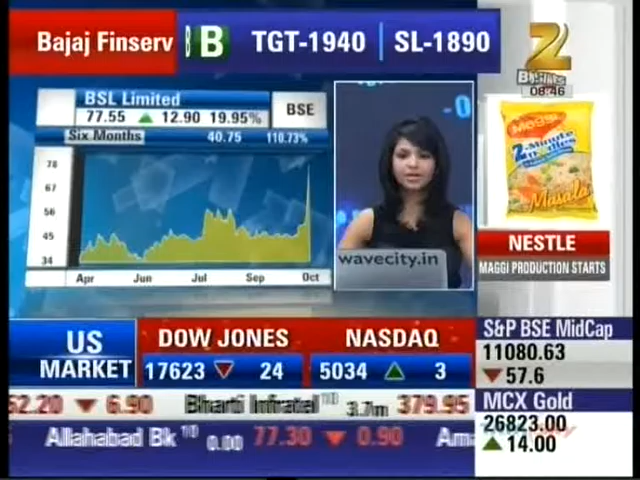 Bajaj Finserv B TGT-1940 SL-1890
Z
08:46
BSL Limited
77.55 12.90 19.95% BSE
Six Months 40.75 110.73%
78
67
56
45
34
Apr Jun Jul Sep Oct
-0
wavecity.in
Maggi
2-Minute
noodles
Masala
NESTLE
MAGGI PRODUCTION STARTS
US
MARKET
DOW JONES
17623 24
NASDAQ
5034 3
S&P BSE MidCap
11080.63
57.6
MCX Gold
26823.00
14.00
52.20 6.90 Bharti Infratel 3.7m 379.95
Allahabad Bk 0.00 77.30 0.90 Ama